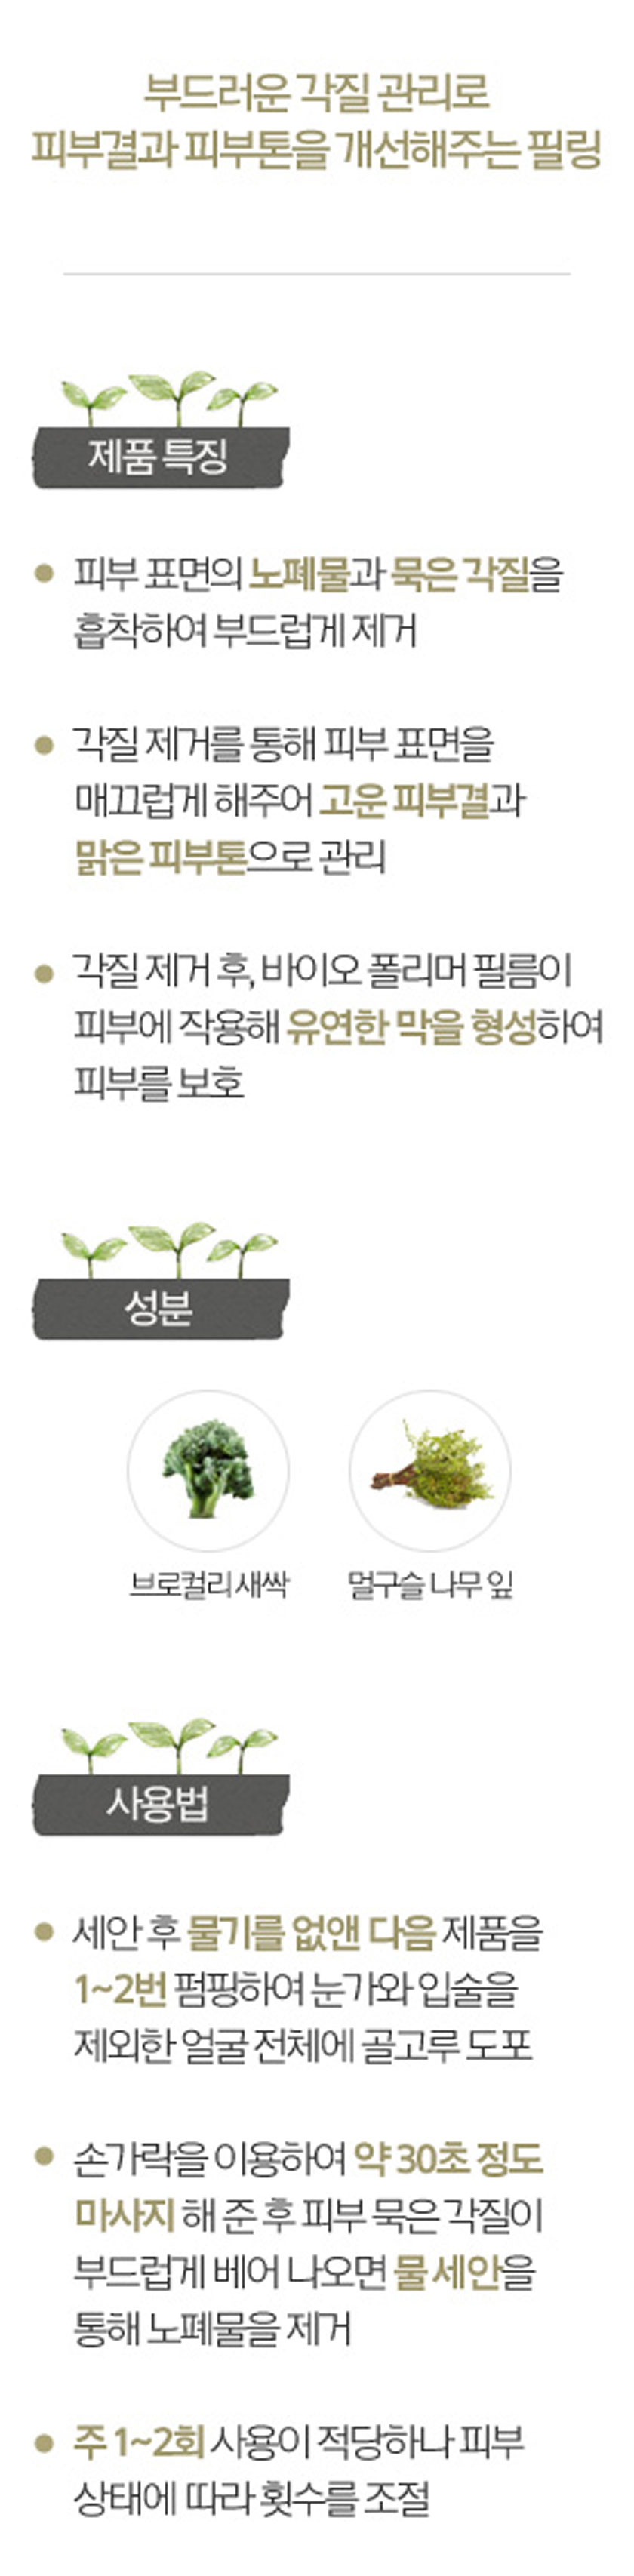 부드러운 각질 관리로
피부결과 피부톤을 개선해주는 필링
제품 특징
피부 표면의 노폐물과 묵은 각질을
흡착하여 부드럽게 제거
각질 제거를 통해 피부 표면을
매끄럽게 해주어 고운 피부결과
맑은 피부톤으로 관리
각질 제거 후, 바이오 폴리머 필름이
피부에 작용해 유연한 막을 형성하여
피부를 보호
성분
브로컬리 새싹 멀구슬 나무 잎
사용법
세안 후 물기를 없앤 다음 제품을
1~2번 펌핑하여 눈가와 입술을
제외한 얼굴 전체에 골고루 도포
손가락을 이용하여 약 30초 정도
마사지 해 준 후 피부 묵은 각질이
부드럽게 베어 나오면 물 세안을
통해 노폐물을 제거
주 1~2회 사용이 적당하나 피부
상태에 따라 횟수를 조절